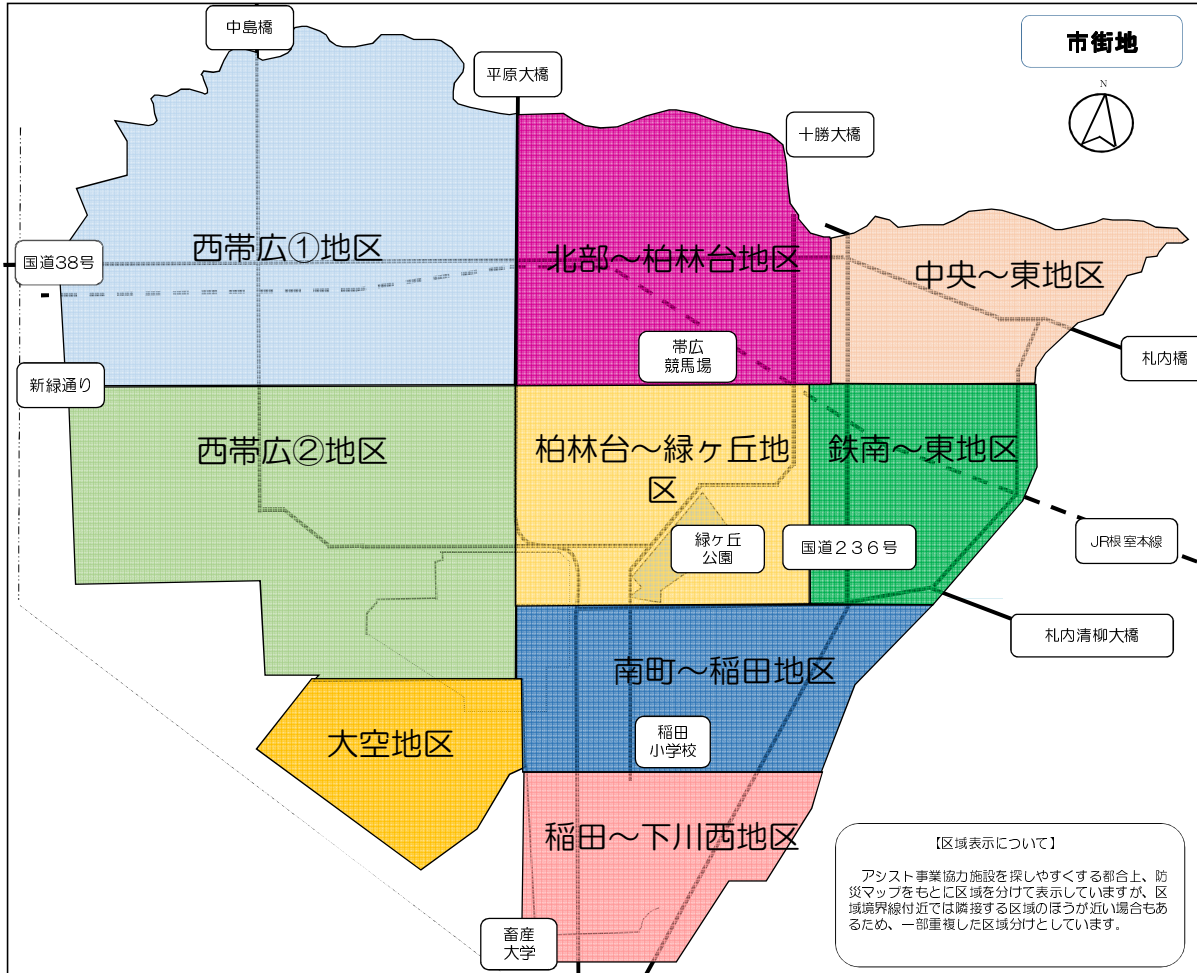 中島橋
市街地
平原大橋
N
十勝大橋
国道38号
西帯広①地区
北部～柏林台地区
中央～東地区
帯広
競馬場
札内橋
新緑通り
西帯広②地区
柏林台～緑ヶ丘地
区
鉄南～東地区
緑ヶ丘
公園
国道２３６号
JR根室本線
札内清柳大橋
南町～稲田地区
稲田
小学校
大空地区
稲田～下川西地区
畜産
大学
【区域表示について】
アシスト事業協力施設を探しやすくする都合上、防
災マップをもとに区域を分けて表示していますが、区
域境界線付近では隣接する区域のほうが近い場合もあ
るため、一部重複した区域分けとしています。